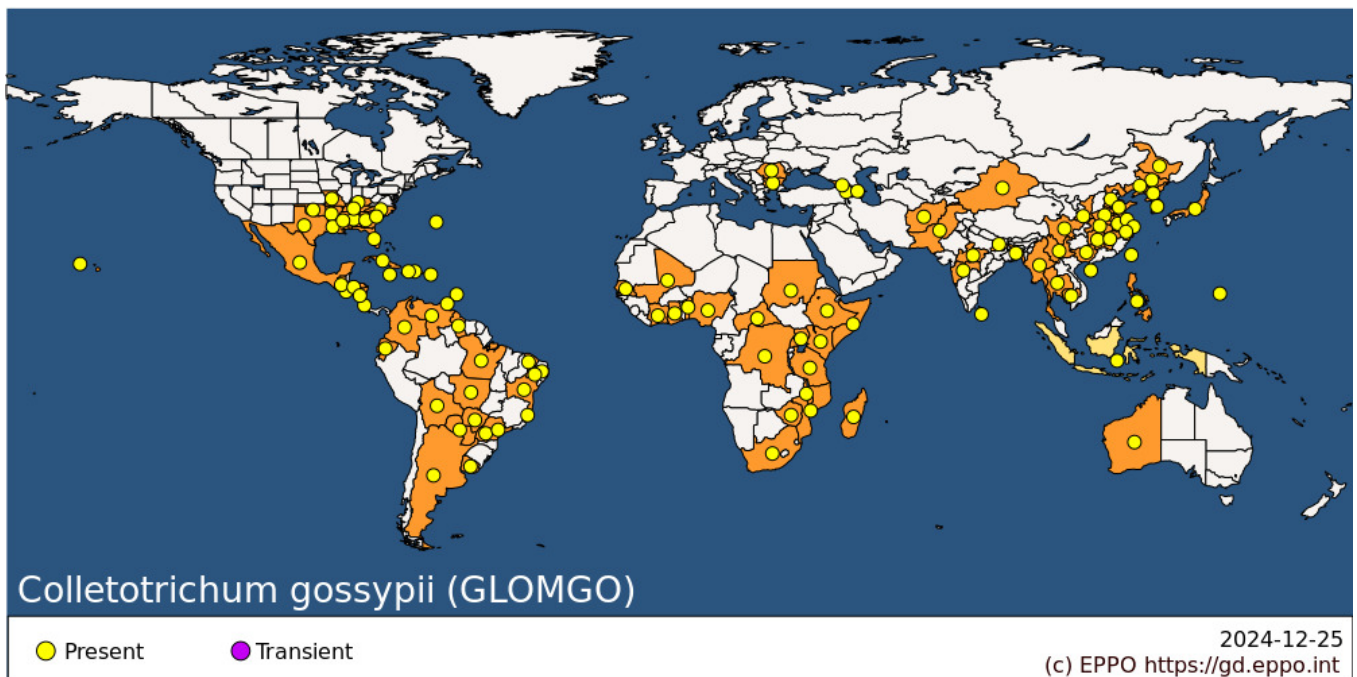 Colletotrichum gossypii (GLOMGO)
Present
Transient
2024-12-25
(c) EPPO https://gd.eppo.int